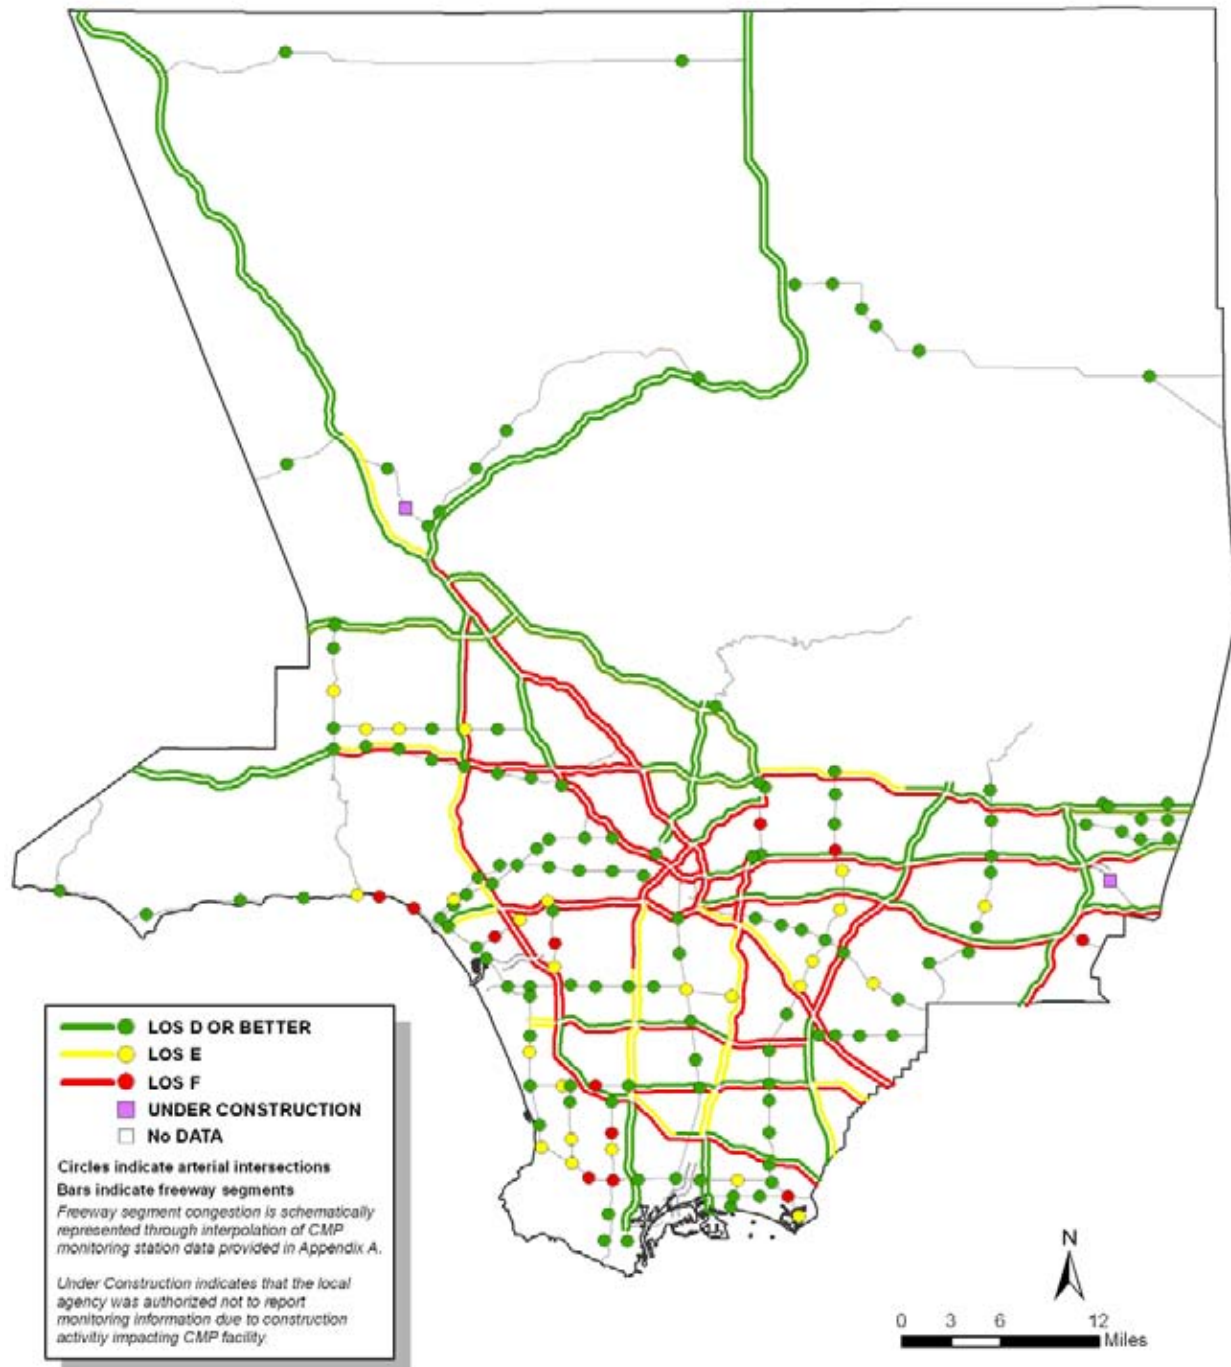 LOS D OR BETTER
LOS E
LOS F
UNDER CONSTRUCTION
No DATA
Circles indicate arterial intersections
Bars indicate freeway segments
Freeway segment congestion is schematically
represented through interpolation of CMP
monitoring station data provided in Appendix A.
Under Construction indicates that the local
agency was authorized not to report
monitoring information due to construction
activitiy impacting CMP facility
N
0 3 6 12
Miles